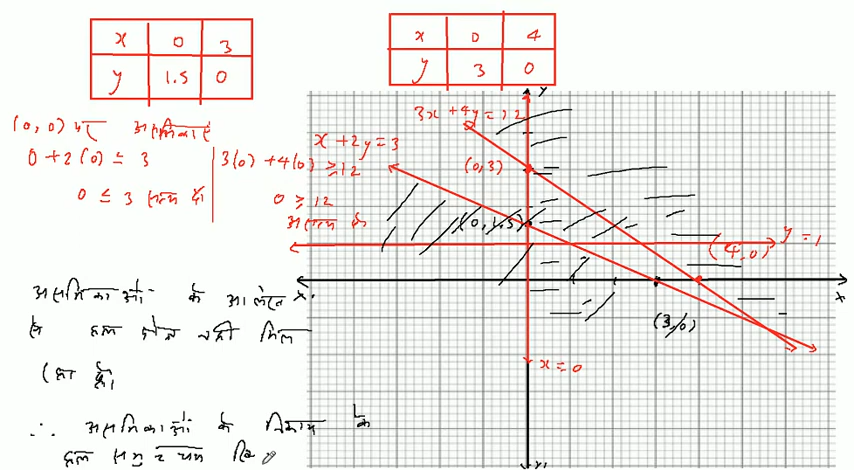 x 0 3
y 1.5 0
x 0 4
y 3 0
(0,0) पर असमिकाएं
0 + 2(0) ≤ 3
0 ≤ 3 सत्य है
3(0) + 4(0) ≥ 12
0 ≥ 12
असत्य है
असमिकाओं के आलेख
से हल क्षेत्र नहीं मिल
रहा है।
∴ असमिकाओं के निकाय के
हल समुच्चय रि
Y
3x + 4y = 12
x + 2y = 3
(0,3)
(0,1.5)
y = 1
(4,0)
X'
X
(3,0)
x = 0
Y'